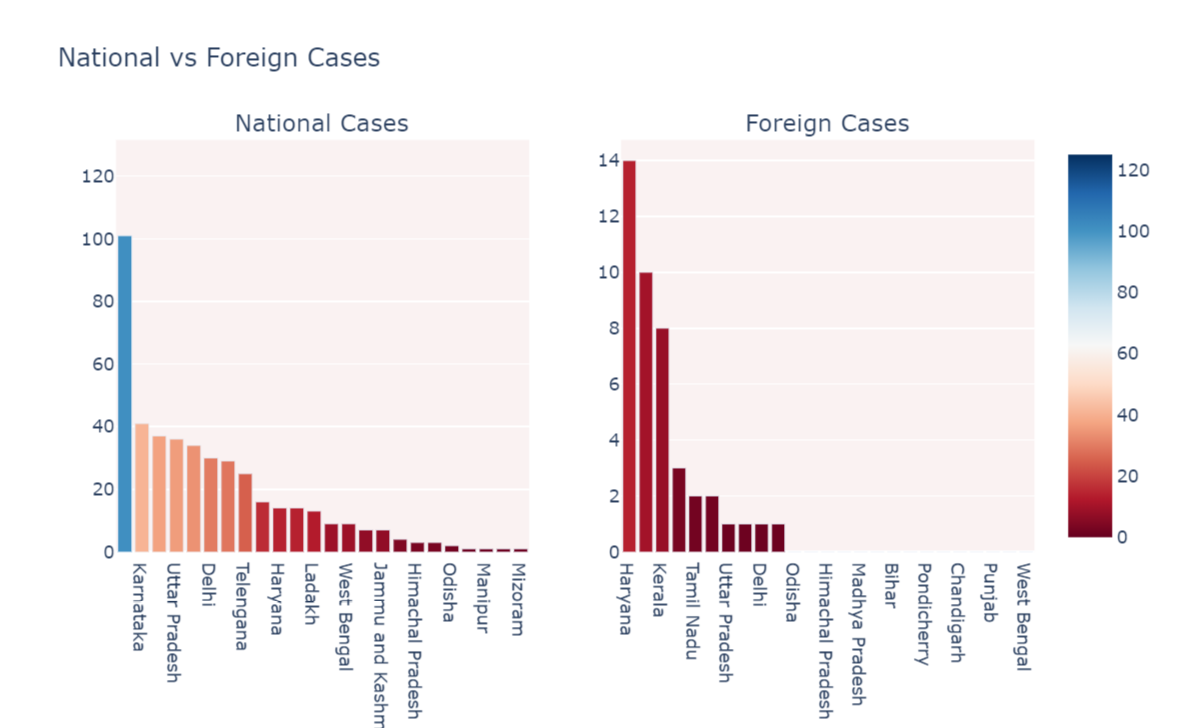 National vs Foreign Cases
National Cases
120
100
80
60
40
20
0
Karnataka
Uttar Pradesh
Delhi
Telengana
Haryana
Ladakh
West Bengal
Jammu and Kashm
Himachal Pradesh
Odisha
Manipur
Mizoram
Foreign Cases
14
12
10
8
6
4
2
0
Haryana
Kerala
Tamil Nadu
Uttar Pradesh
Delhi
Odisha
Himachal Pradesh
Madhya Pradesh
Bihar
Pondicherry
Chandigarh
Punjab
West Bengal
120
100
80
60
40
20
0